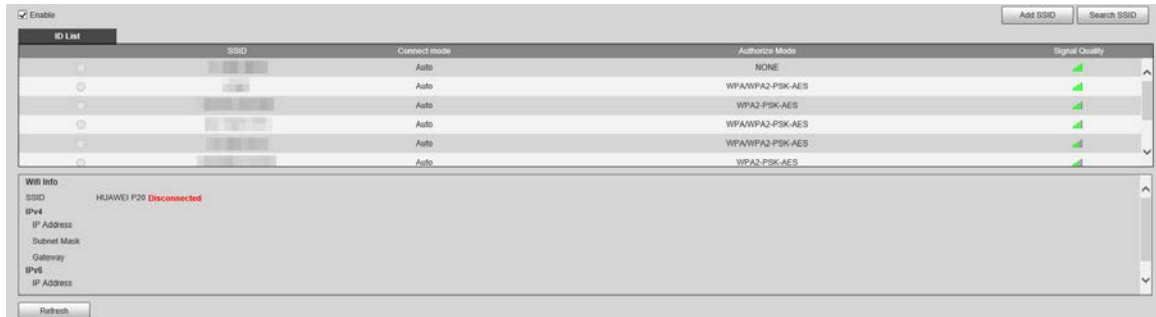 Enable Add SSID Search SSID
ID List
SSID Connect mode Authorize Mode Signal Quality
Auto NONE
Auto WPA/WPA2-PSK-AES
Auto WPA2-PSK-AES
Auto WPA/WPA2-PSK-AES
Auto WPA/WPA2-PSK-AES
Auto WPA2-PSK-AES
Wifi Info
SSID HUAWEI P20 Disconnected
IPv4
IP Address
Subnet Mask
Gateway
IPv6
IP Address
Refresh